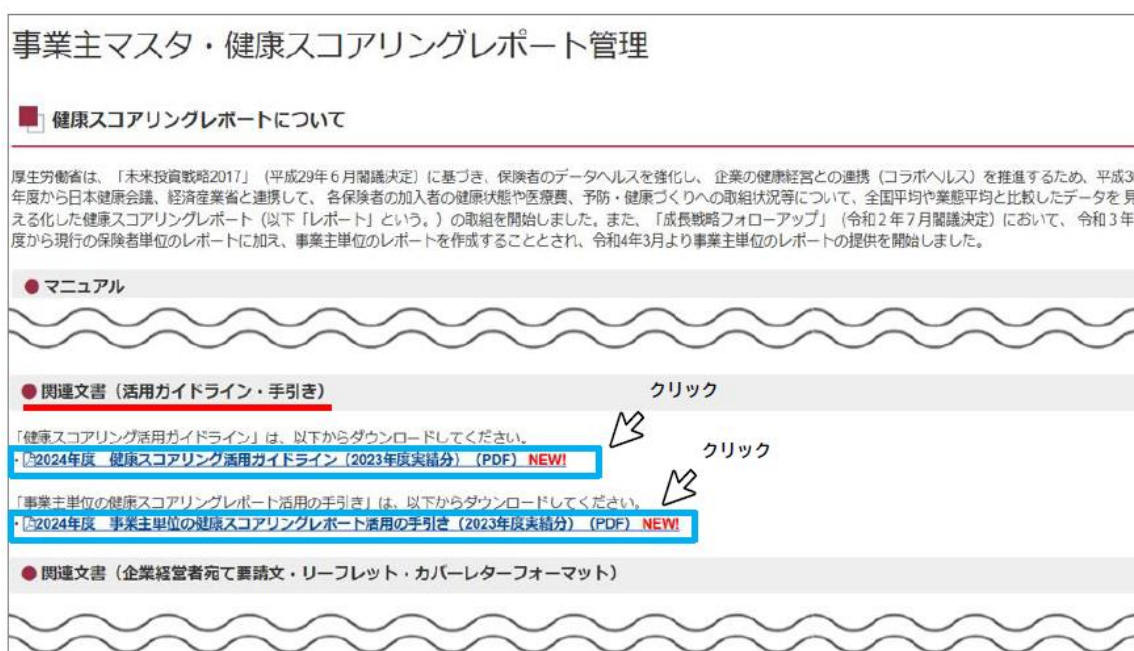 事業主マスタ・健康スコアリングレポート管理
健康スコアリングレポートについて
厚生労働省は、「未来投資戦略2017」（平成29年6月閣議決定）に基づき、保険者のデータヘルスを強化し、企業の健康経営との連携（コラボヘルス）を推進するため、平成3
年度から日本健康会議、経済産業省と連携して、各保険者の加入者の健康状態や医療費、予防・健康づくりへの取組状況等について、全国平均や業態平均と比較したデータを見
える化した健康スコアリングレポート（以下「レポート」という。）の取組を開始しました。また、「成長戦略フォローアップ」（令和2年7月閣議決定）において、令和3年
度から現行の保険者単位のレポートに加え、事業主単位のレポートを作成することとされ、令和4年3月より事業主単位のレポートの提供を開始しました。
●マニュアル
●関連文書（活用ガイドライン・手引き）
クリック
「健康スコアリング活用ガイドライン」は、以下からダウンロードしてください。
クリック
・2024年度　健康スコアリング活用ガイドライン（2023年度実績分）（PDF） NEW!
「事業主単位の健康スコアリングレポート活用の手引き」は、以下からダウンロードしてください。
・2024年度　事業主単位の健康スコアリングレポート活用の手引き（2023年度実績分）（PDF） NEW!
●関連文書（企業経営者宛て要請文・リーフレット・カバーレターフォーマット）